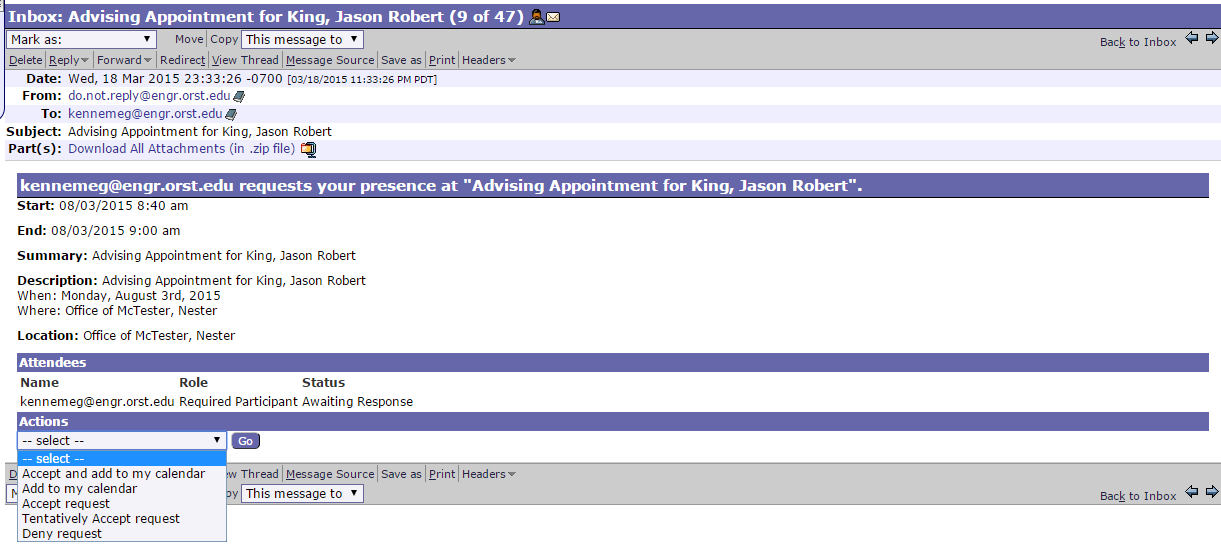 Inbox: Advising Appointment for King, Jason Robert (9 of 47)
Mark as: Move Copy This message to Back to Inbox
Delete Reply Forward Redirect View Thread Message Source Save as Print Headers
Date: Wed, 18 Mar 2015 23:33:26 -0700 [03/18/2015 11:33:26 PM PDT]
From: do.not.reply@engr.orst.edu
To: kennemeg@engr.orst.edu
Subject: Advising Appointment for King, Jason Robert
Part(s): Download All Attachments (in .zip file)
kennemeg@engr.orst.edu requests your presence at "Advising Appointment for King, Jason Robert".
Start: 08/03/2015 8:40 am
End: 08/03/2015 9:00 am
Summary: Advising Appointment for King, Jason Robert
Description: Advising Appointment for King, Jason Robert
When: Monday, August 3rd, 2015
Where: Office of McTester, Nester
Location: Office of McTester, Nester
Attendees
Name Role Status
kennemeg@engr.orst.edu Required Participant Awaiting Response
Actions
-- select -- Go
-- select --
Accept and add to my calendar
Add to my calendar
Accept request
Tentatively Accept request
Deny request
Thread Message Source Save as Print Headers
This message to Back to Inbox